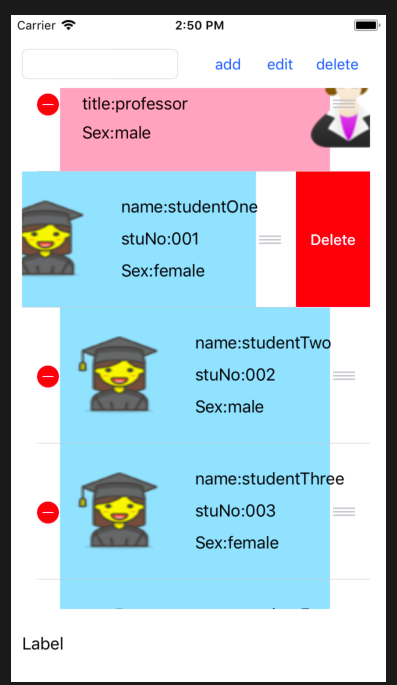 Carrier 2:50 PM
add edit delete
title:professor
Sex:male
name:studentOne
stuNo:001
Sex:female
Delete
name:studentTwo
stuNo:002
Sex:male
name:studentThree
stuNo:003
Sex:female
Label